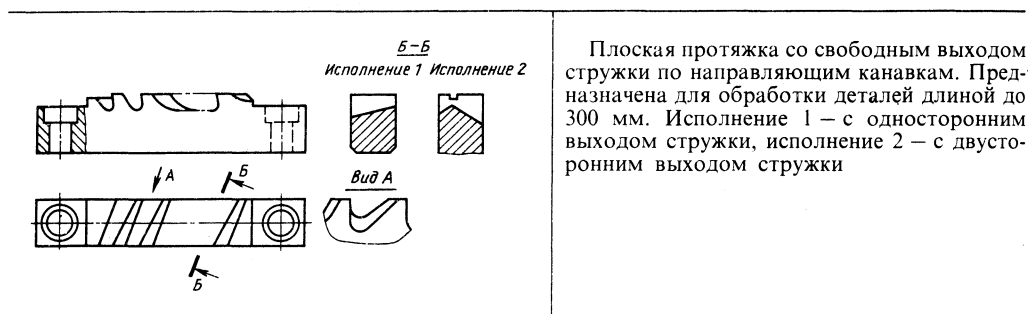 Б–Б
Исполнение 1 Исполнение 2
А
Б
Вид А
Б
Плоская протяжка со свободным выходом
стружки по направляющим канавкам. Пред-
назначена для обработки деталей длиной до
300 мм. Исполнение 1 – с односторонним
выходом стружки, исполнение 2 – с двусто-
ронним выходом стружки